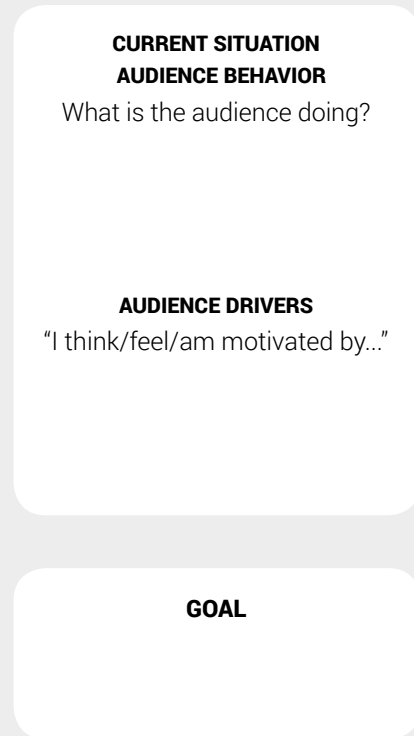 CURRENT SITUATION
AUDIENCE BEHAVIOR
What is the audience doing?
AUDIENCE DRIVERS
“I think/feel/am motivated by...”
GOAL